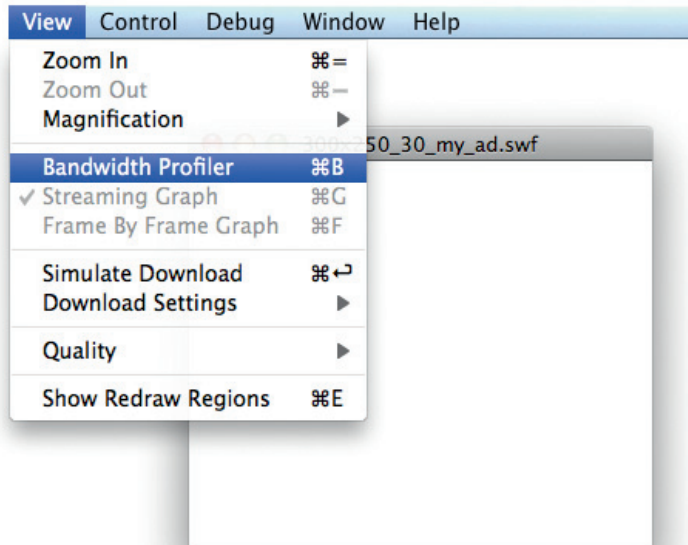 View Control Debug Window Help
Zoom In ⌘=
Zoom Out ⌘−
Magnification ▶
300x250_30_my_ad.swf
Bandwidth Profiler ⌘B
✓ Streaming Graph ⌘G
Frame By Frame Graph ⌘F
Simulate Download ⌘↩
Download Settings ▶
Quality ▶
Show Redraw Regions ⌘E